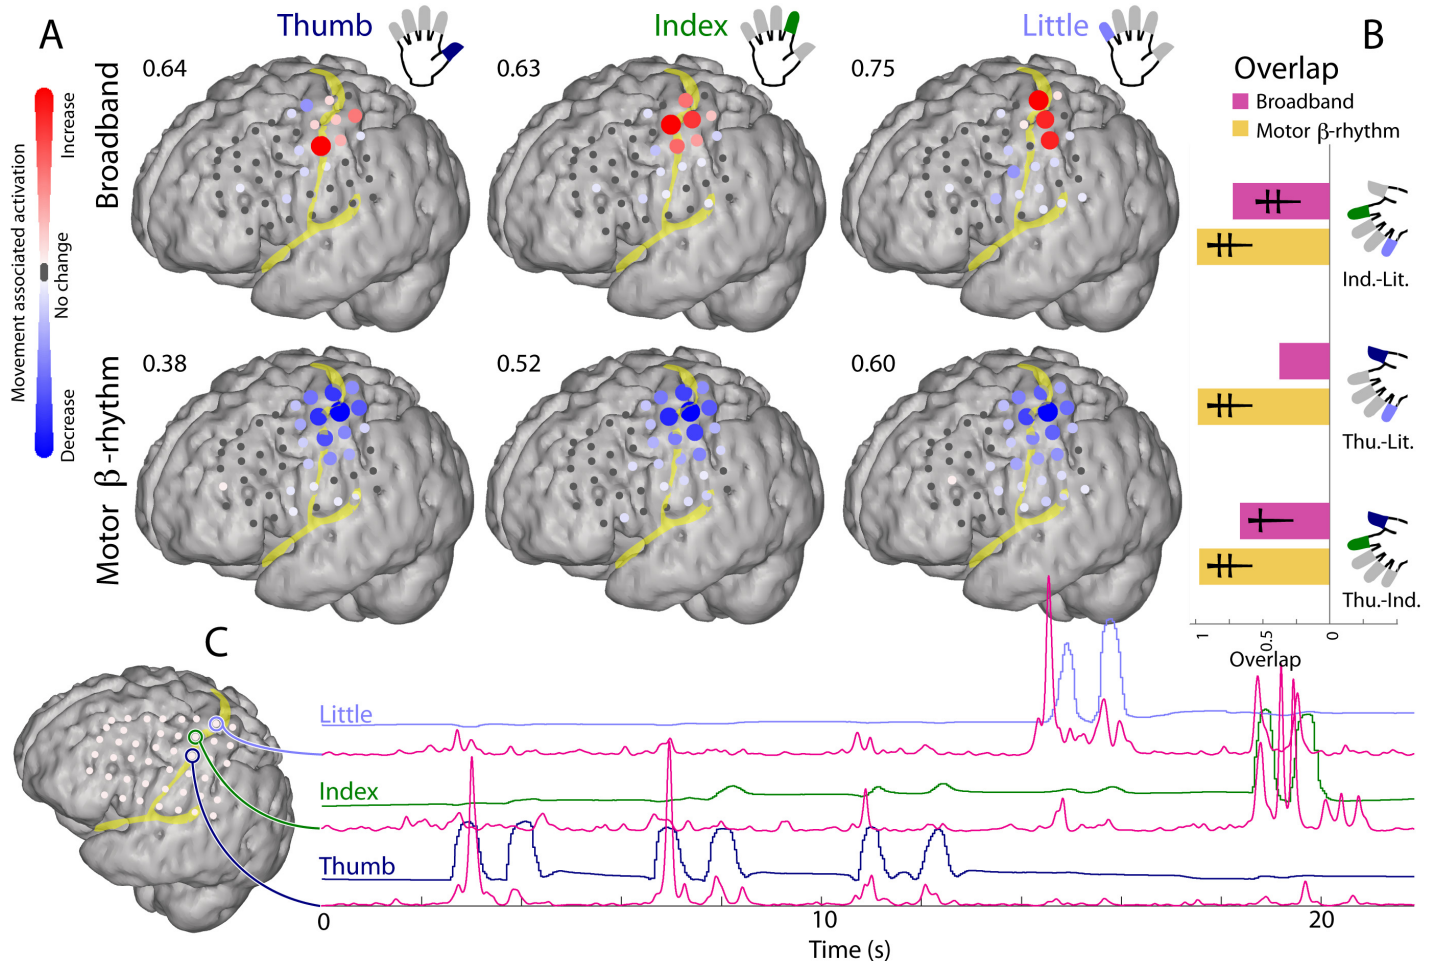 A
Thumb
Index
Little
B
Broadband
0.64
0.63
0.75
Movement associated activation
Increase
No change
Decrease
Motor β-rhythm
0.38
0.52
0.60
Overlap
Broadband
Motor β-rhythm
Ind.-Lit.
Thu.-Lit.
Thu.-Ind.
1
0.5
0
Overlap
C
Little
Index
Thumb
0
10
20
Time (s)